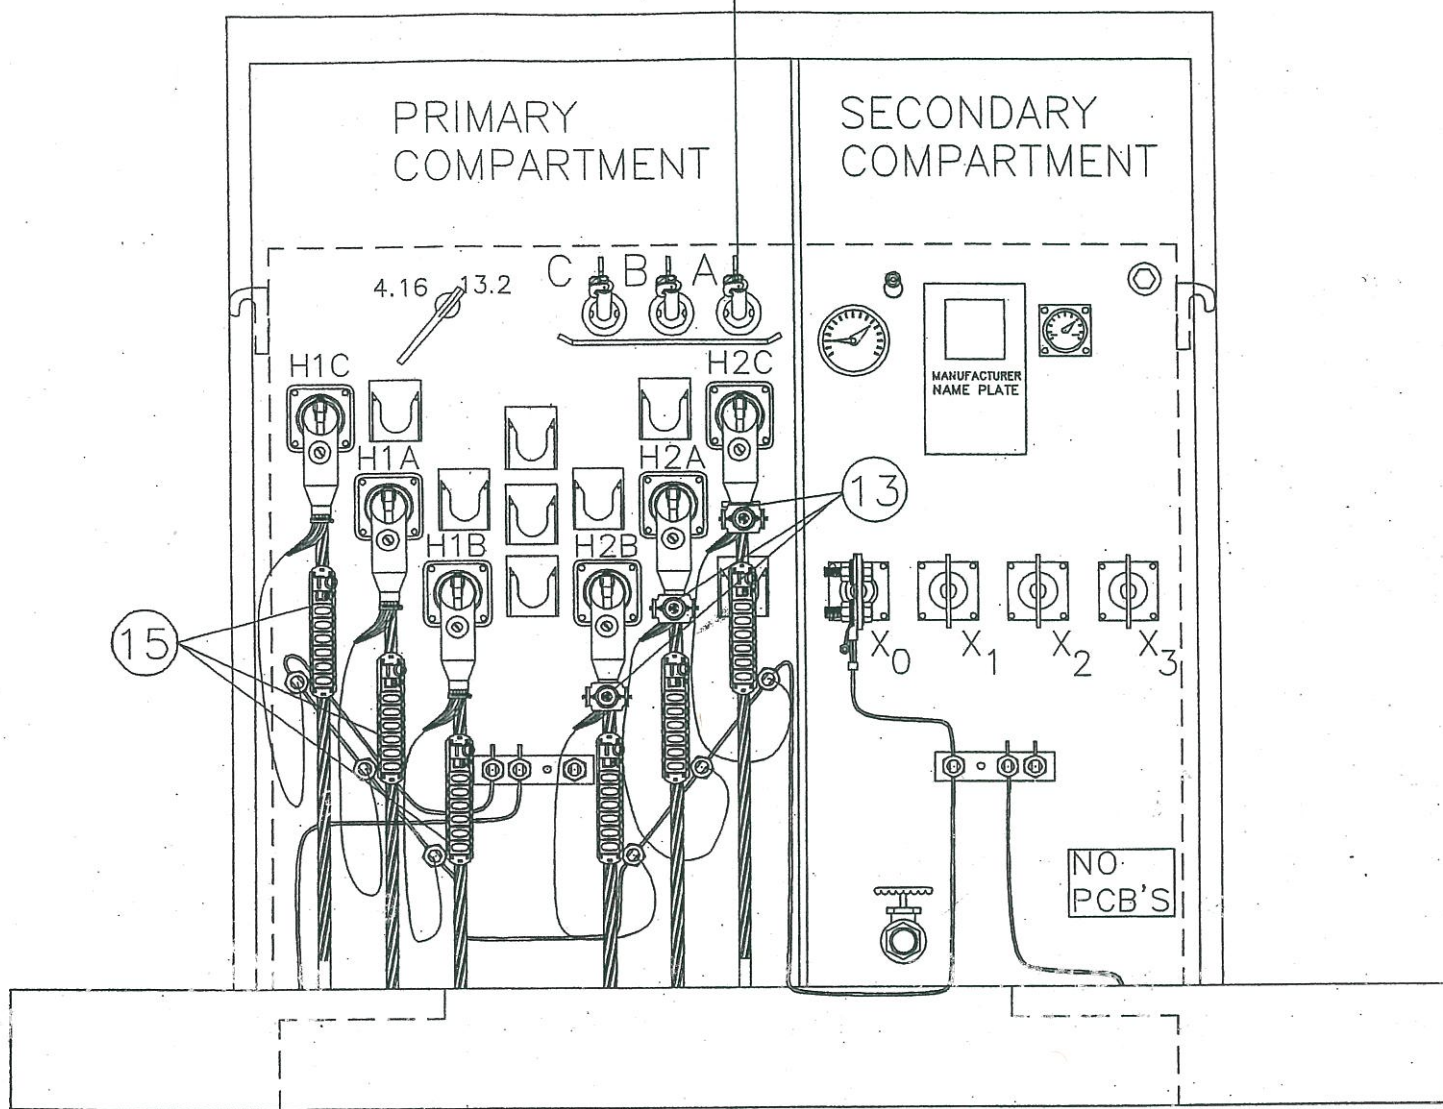 PRIMARY
COMPARTMENT
SECONDARY
COMPARTMENT
4.16 13.2
C B A
H1C
H2C
MANUFACTURER
NAME PLATE
H1A
H2A
13
H1B
H2B
15
X0
X1
X2
X3
NO
PCB'S